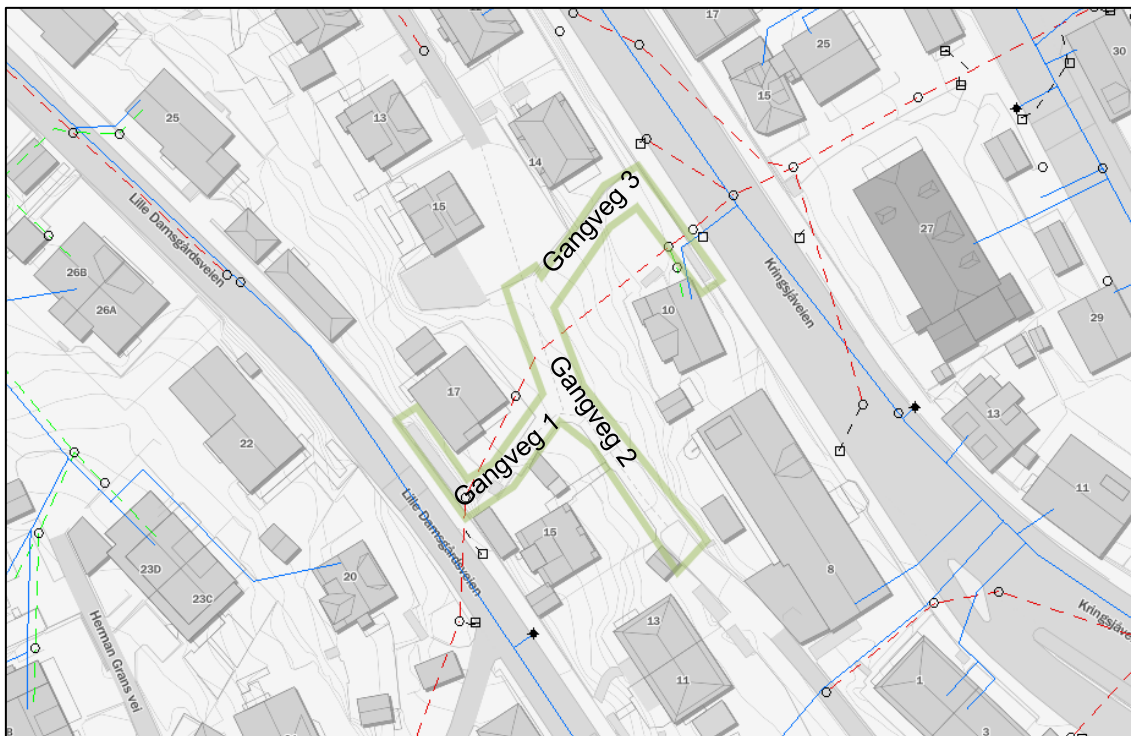 17
25
30
15
25
13
14
15
Gangveg 3
Lille Damsgårdsveien
27
26B
26A
Kringsjåveien
10
29
17
Gangveg 2
Gangveg 1
22
13
11
Lille Damsgårdsveien
15
8
23D
23C
20
Herman Grans vei
Kringsjåve
13
11
1
3